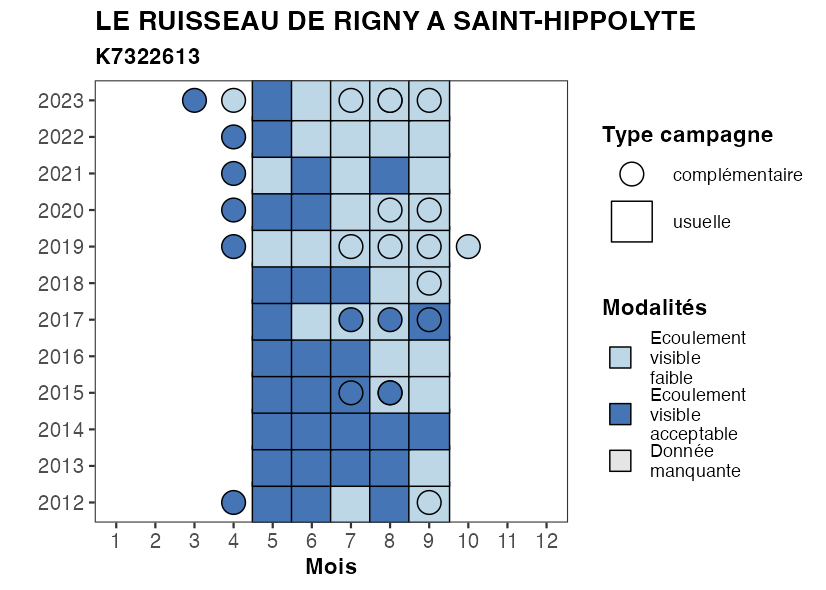 LE RUISSEAU DE RIGNY A SAINT-HIPPOLYTE
K7322613
2023
2022
2021
2020
2019
2018
2017
2016
2015
2014
2013
2012
1 2 3 4 5 6 7 8 9 10 11 12
Mois
Type campagne
complémentaire
usuelle
Modalités
Ecoulement
visible
faible
Ecoulement
visible
acceptable
Donnée
manquante